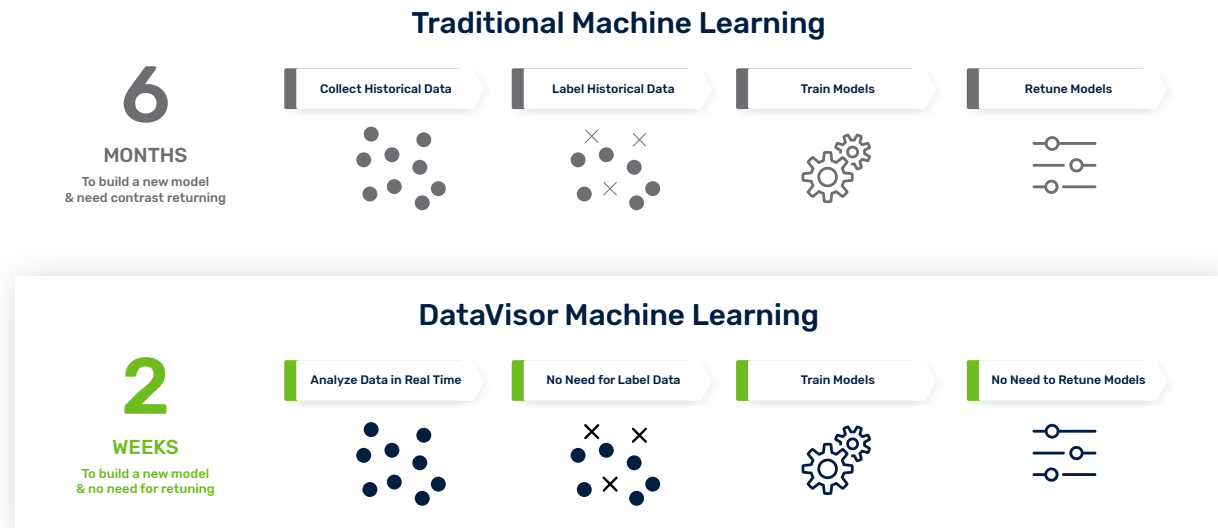 Traditional Machine Learning
6
MONTHS
To build a new model
& need contrast returning
Collect Historical Data
Label Historical Data
Train Models
Retune Models
DataVisor Machine Learning
2
WEEKS
To build a new model
& no need for retuning
Analyze Data in Real Time
No Need for Label Data
Train Models
No Need to Retune Models